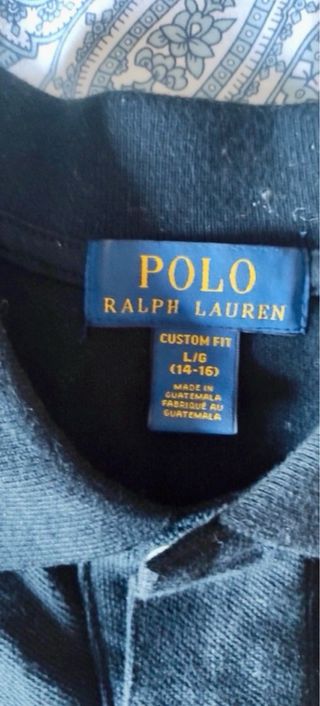 POLO
RALPH LAUREN
CUSTOM FIT
L/G
(14-16)
MADE IN
GUATEMALA
FABRIQUÉ AU
GUATEMALA